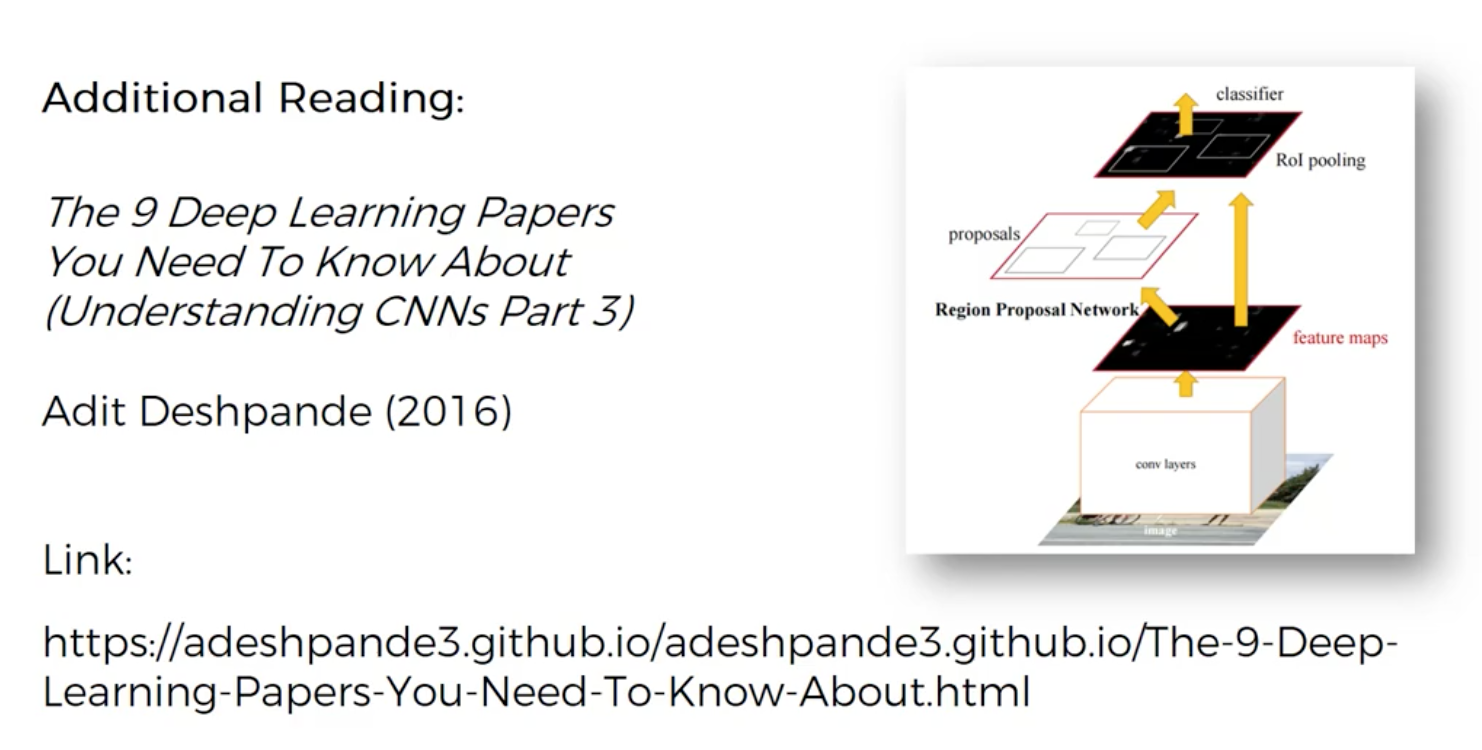 Additional Reading:
The 9 Deep Learning Papers
You Need To Know About
(Understanding CNNs Part 3)
Adit Deshpande (2016)
classifier
RoI pooling
proposals
Region Proposal Network
feature maps
conv layers
image
Link:
https://adeshpande3.github.io/adeshpande3.github.io/The-9-Deep-
Learning-Papers-You-Need-To-Know-About.html